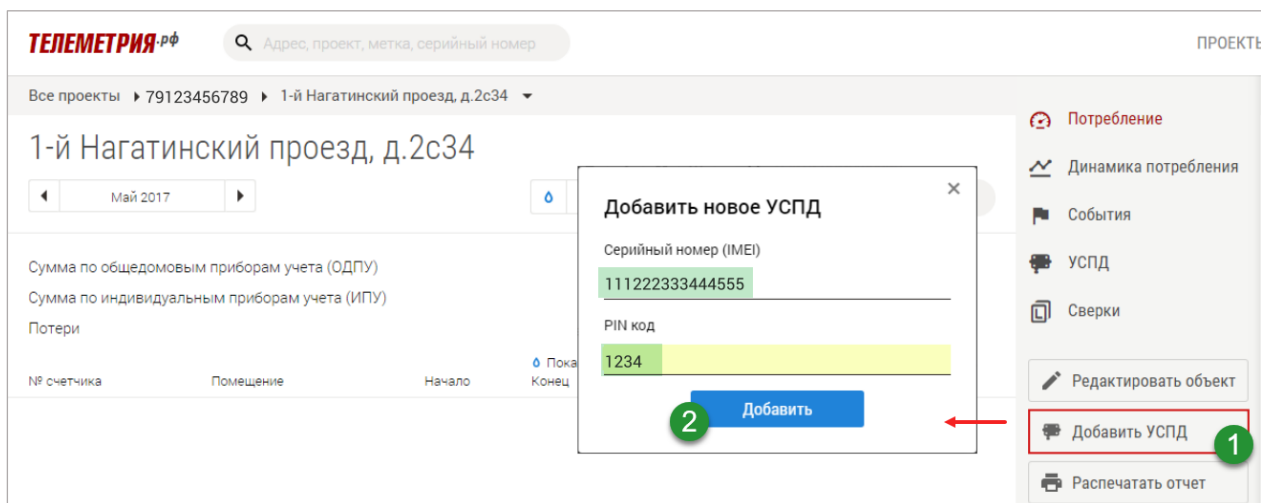 ТЕЛЕМЕТРИЯ.РФ
Адрес, проект, метка, серийный номер
ПРОЕКТЫ
Все проекты 79123456789 1-й Нагатинский проезд, д.2с34
1-й Нагатинский проезд, д.2с34
Май 2017
Сумма по общедомовым приборам учета (ОДПУ)
Сумма по индивидуальным приборам учета (ИПУ)
Потери
№ счетчика Помещение Начало
Пока
Конец
Добавить новое УСПД
Серийный номер (IMEI)
111222333444555
PIN код
1234
2 Добавить
Потребление
Динамика потребления
События
УСПД
Сверки
Редактировать объект
Добавить УСПД 1
Распечатать отчет